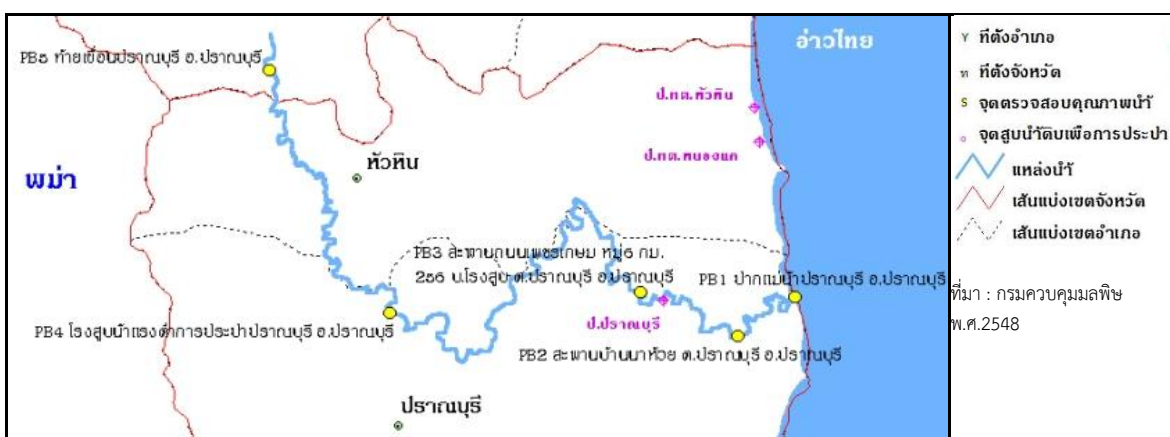 อ่าวไทย
PB5 ท้ายเขื่อนปราณบุรี อ.ปราณบุรี
ป.ทต.หัวหิน
ป.ทต.หนองแก
พม่า
หัวหิน
PB3 สะพานถนนเพชรเกษม หมู่6 กม.
256 บ.โรงสูบ ต.ปราณบุรี อ.ปราณบุรี
PB1 ปากแม่น้ำปราณบุรี อ.ปราณบุรี
ป.ปราณบุรี
PB4 โรงสูบน้ำแรงต่ำการประปาปราณบุรี อ.ปราณบุรี
PB2 สะพานบ้านนาห้วย ต.ปราณบุรี อ.ปราณบุรี
ปราณบุรี
ที่ตั้งอำเภอ
ที่ตั้งจังหวัด
S จุดตรวจสอบคุณภาพน้ำ
จุดสูบน้ำดิบเพื่อการประปา
แหล่งน้ำ
เส้นแบ่งเขตจังหวัด
เส้นแบ่งเขตอำเภอ
ที่มา : กรมควบคุมมลพิษ
พ.ศ.2548